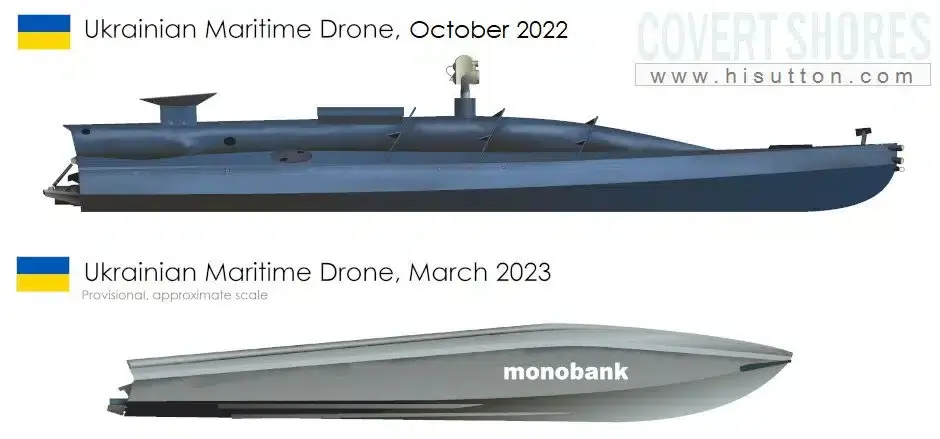 Ukrainian Maritime Drone, October 2022
COVERT SHORES
www.hisutton.com
Ukrainian Maritime Drone, March 2023
Provisional, approximate scale
monobank